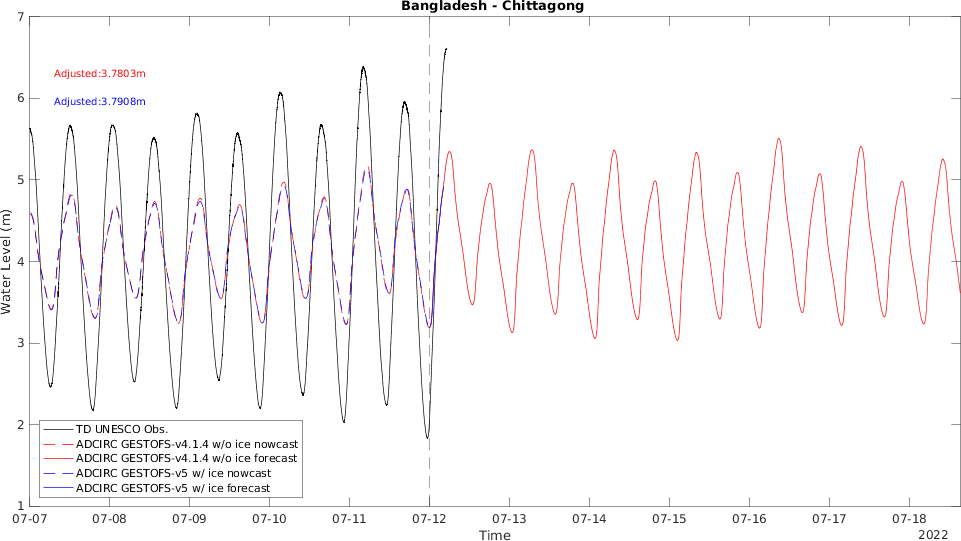 Bangladesh - Chittagong
Adjusted:3.7803m
Adjusted:3.7908m
Water Level (m)
7
6
5
4
3
2
1
TD UNESCO Obs.
ADCIRC GESTOFS-v4.1.4 w/o ice nowcast
ADCIRC GESTOFS-v4.1.4 w/o ice forecast
ADCIRC GESTOFS-v5 w/ ice nowcast
ADCIRC GESTOFS-v5 w/ ice forecast
07-07 07-08 07-09 07-10 07-11 07-12 07-13 07-14 07-15 07-16 07-17 07-18
Time
2022